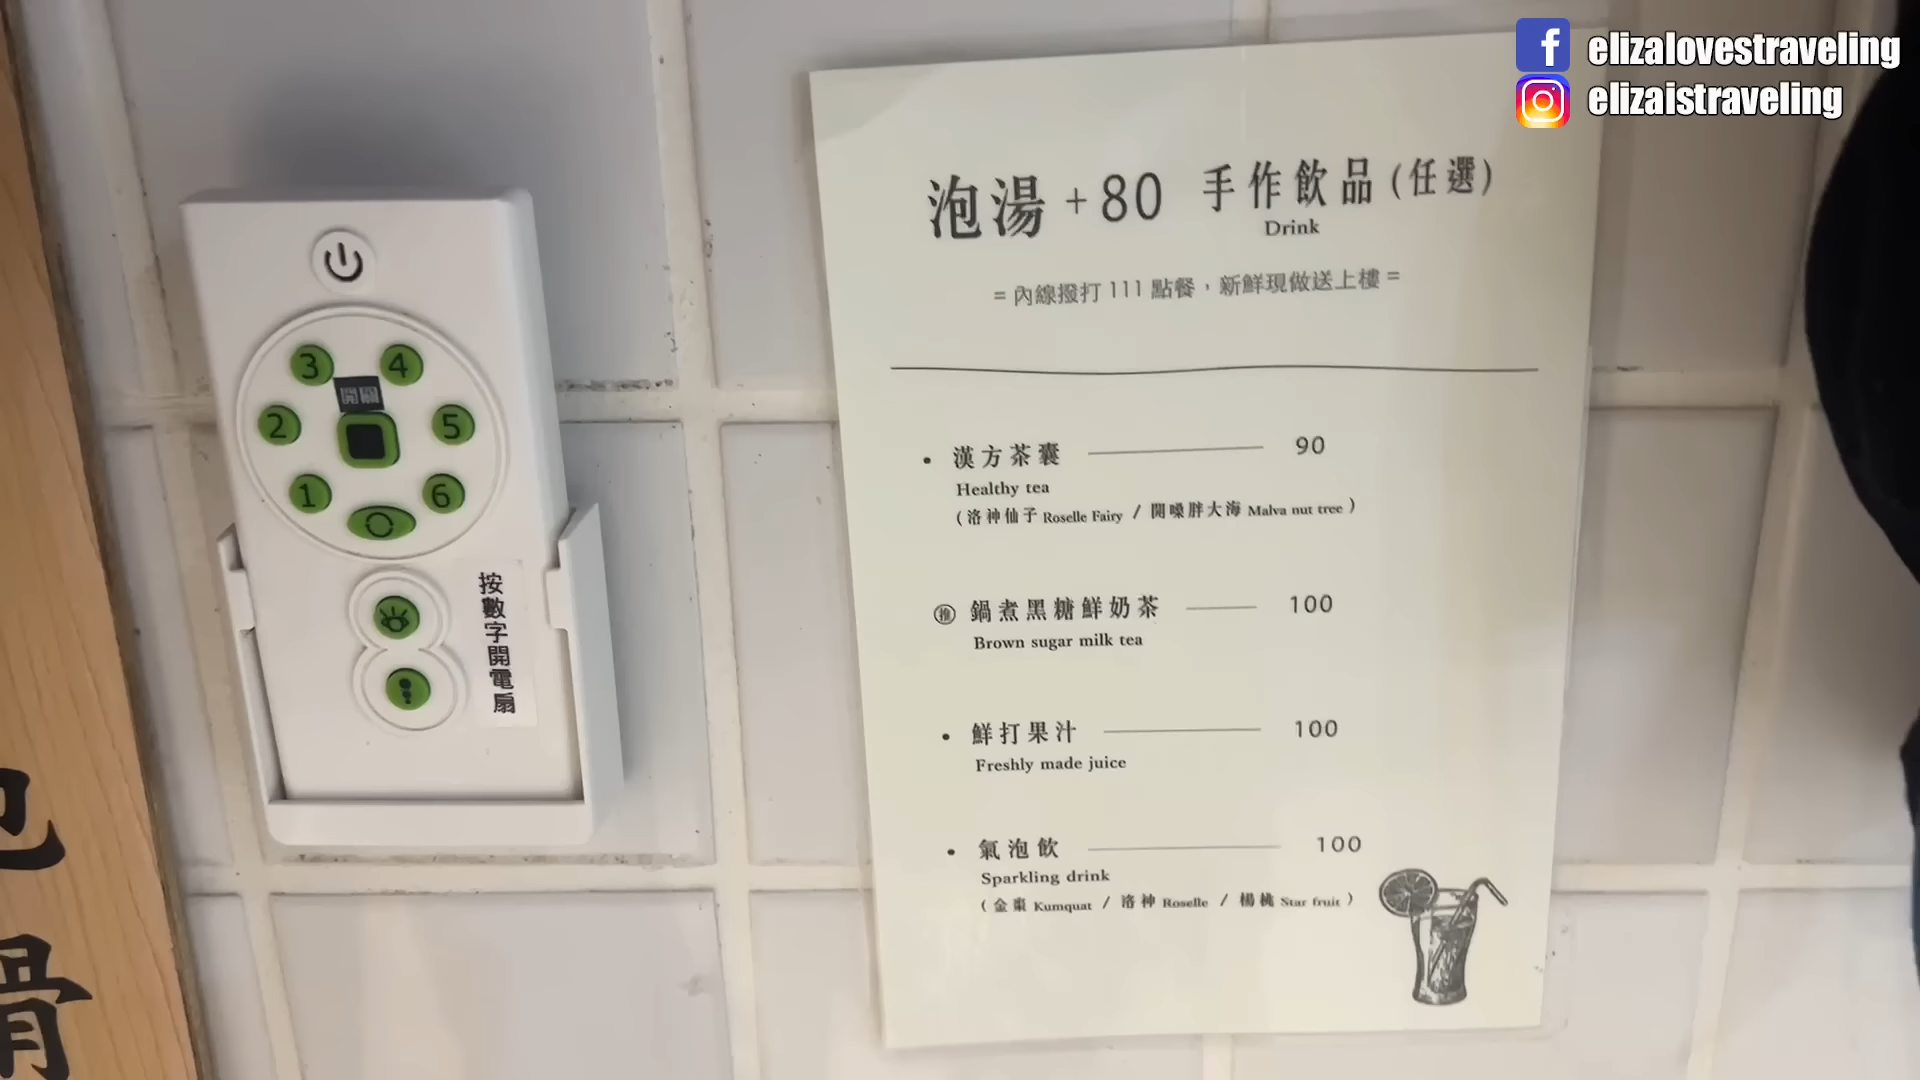 elizalovestraveling
elizaistraveling
泡湯 + 80 手作飲品 (任選)
Drink
= 內線撥打 111 點餐，新鮮現做送上樓 =
• 漢方茶囊 90
Healthy tea
( 洛神仙子 Roselle Fairy / 開嗓胖大海 Malva nut tree )
推 鍋煮黑糖鮮奶茶 100
Brown sugar milk tea
• 鮮打果汁 100
Freshly made juice
• 氣泡飲 100
Sparkling drink
( 金棗 Kumquat / 洛神 Roselle / 楊桃 Star fruit )
3 4
開關
2 5
1 6
按數字開電扇
骨